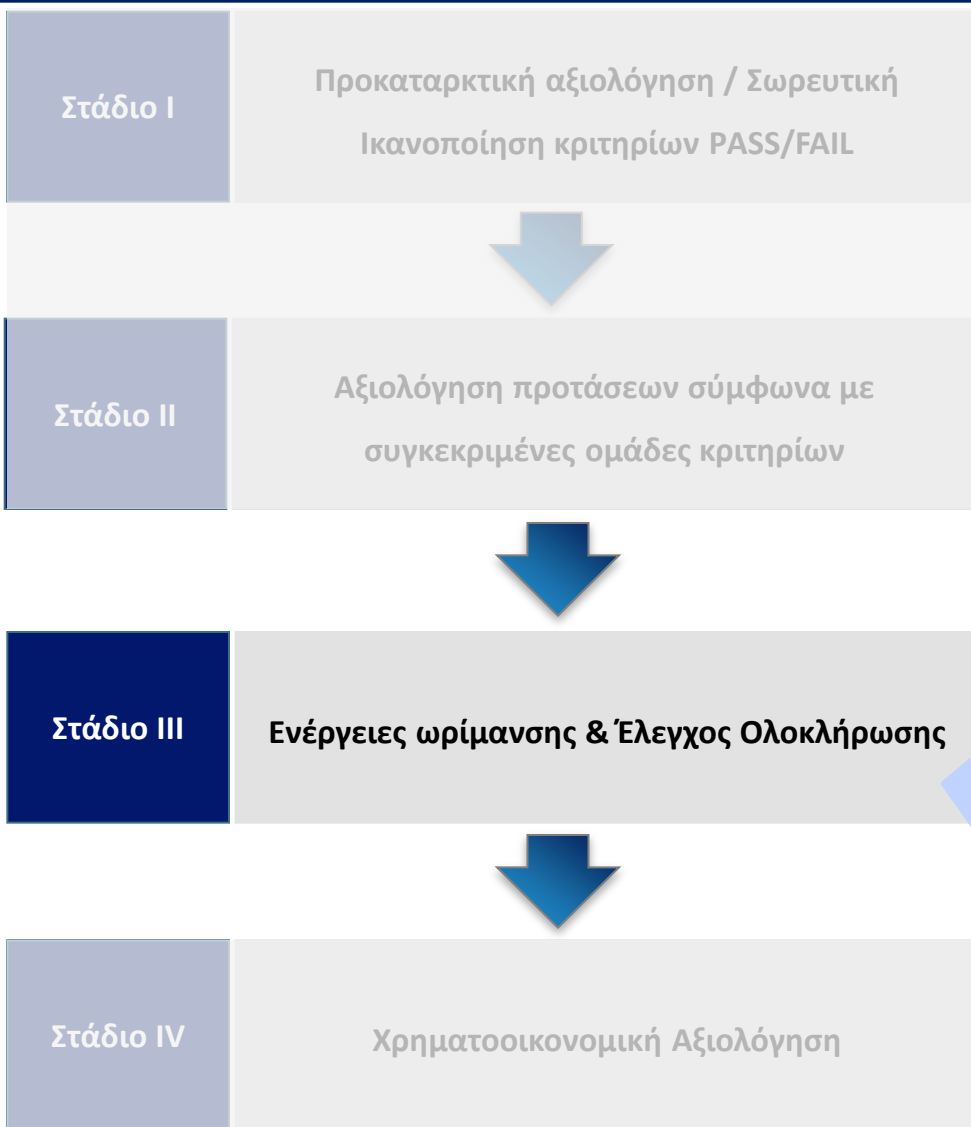 Στάδιο I
Προκαταρκτική αξιολόγηση / Σωρευτική
Ικανοποίηση κριτηρίων PASS/FAIL
Στάδιο II
Αξιολόγηση προτάσεων σύμφωνα με
συγκεκριμένες ομάδες κριτηρίων
Στάδιο III
Ενέργειες ωρίμανσης & Έλεγχος Ολοκλήρωσης
Στάδιο IV
Χρηματοοικονομική Αξιολόγηση